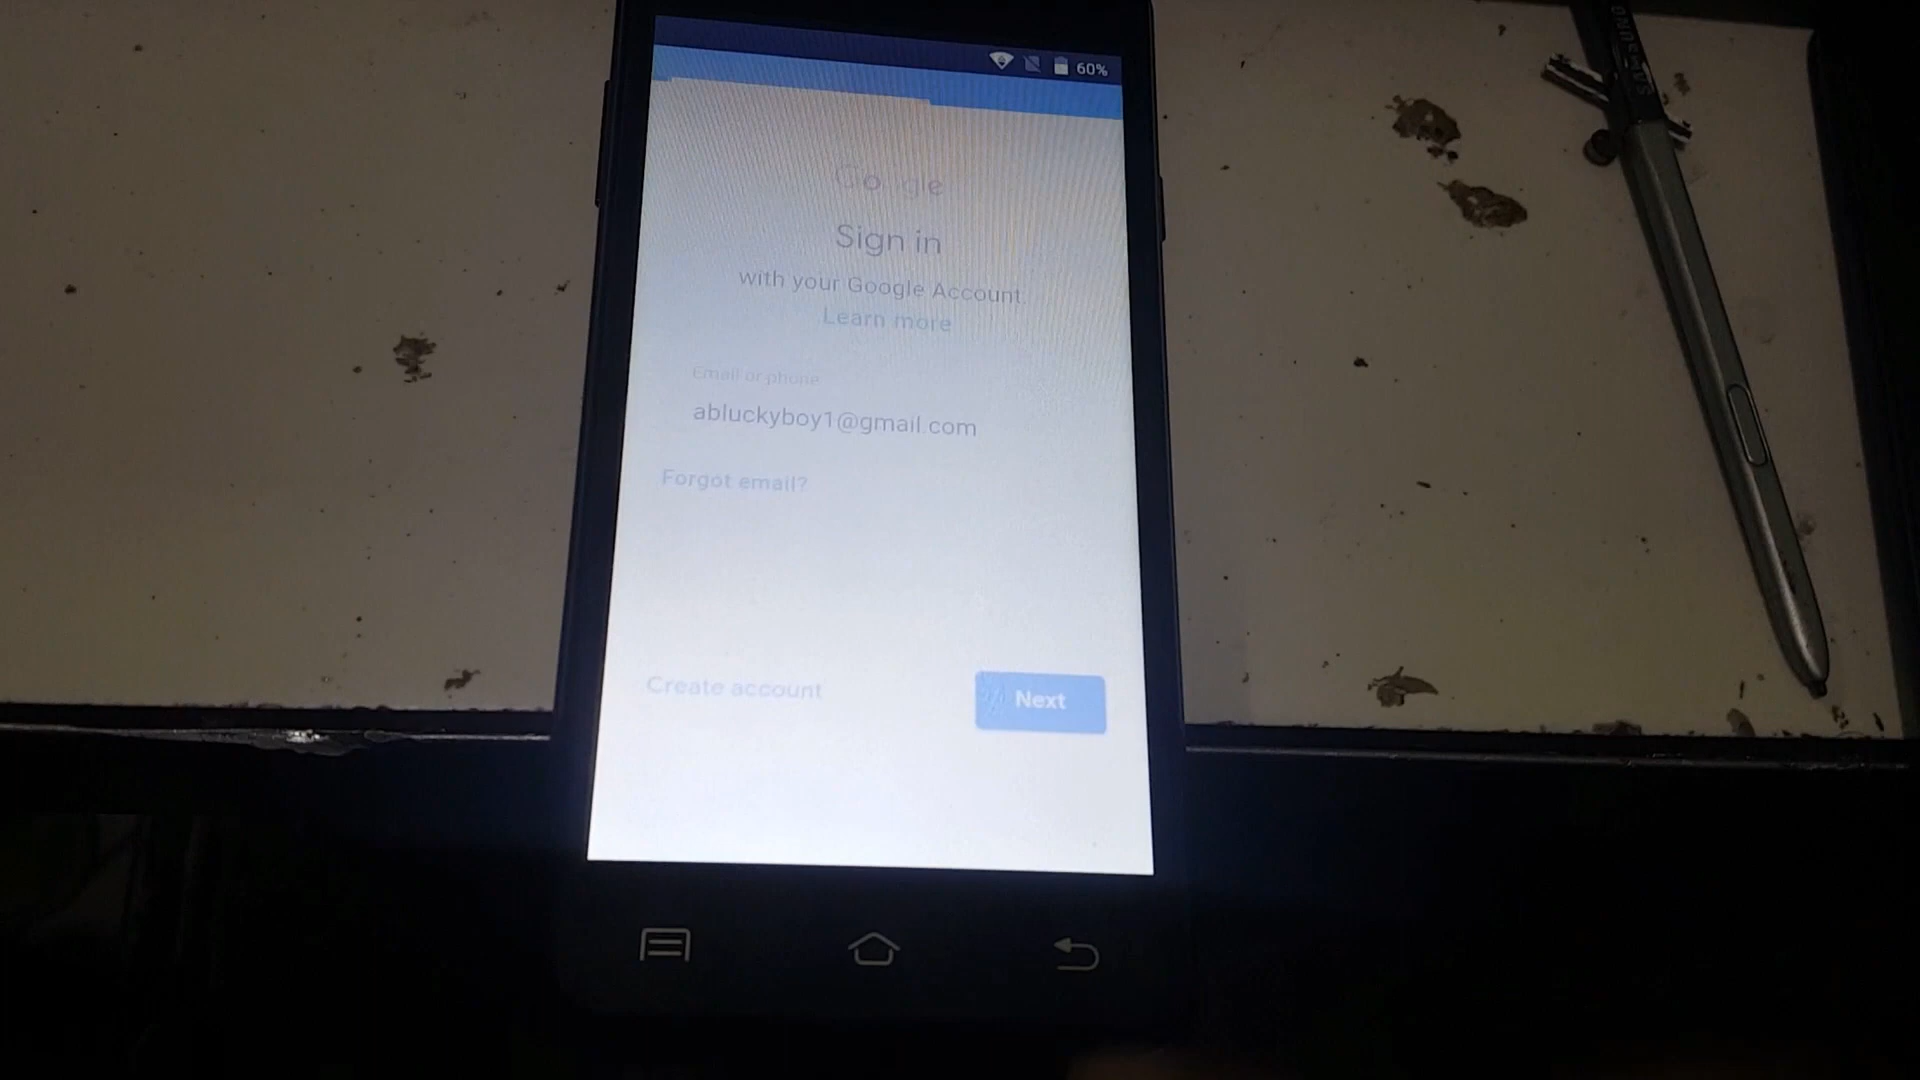 60%
Google
Sign in
with your Google Account.
Learn more
Email or phone
abluckyboy1@gmail.com
Forgot email?
Create account
Next
SAMSUNG